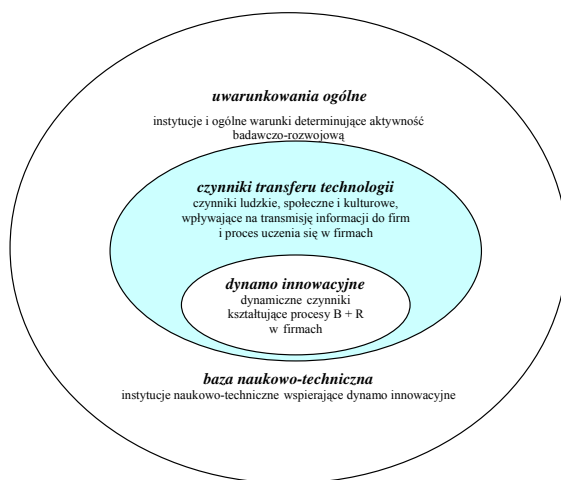 uwarunkowania ogólne
instytucje i ogólne warunki determinujące aktywność
badawczo-rozwojową
czynniki transferu technologii
czynniki ludzkie, społeczne i kulturowe,
wpływające na transmisję informacji do firm
i proces uczenia się w firmach
dynamo innowacyjne
dynamiczne czynniki
kształtujące procesy B + R
w firmach
baza naukowo-techniczna
instytucje naukowo-techniczne wspierające dynamo innowacyjne